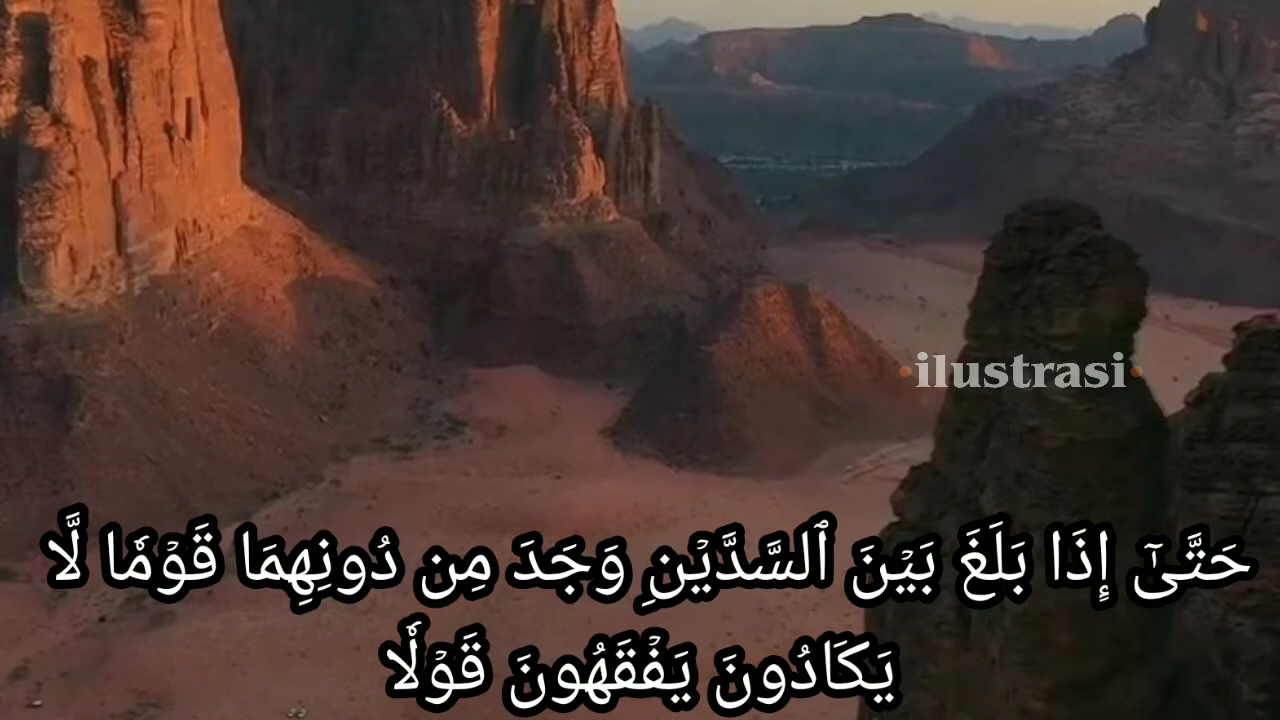 ·ilustrasi·
حَتَّىٰٓ إِذَا بَلَغَ بَيۡنَ ٱلسَّدَّيۡنِ وَجَدَ مِن دُونِهِمَا قَوۡمٗا لَّا
يَكَادُونَ يَفۡقَهُونَ قَوۡلٗا